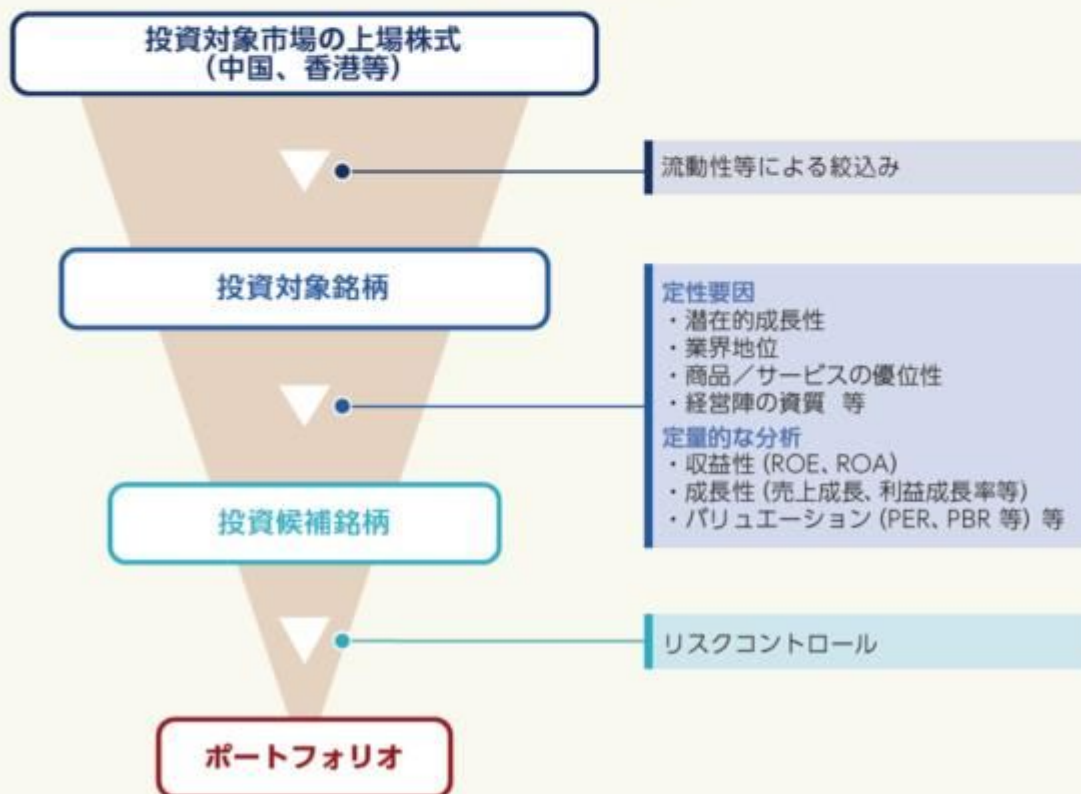 投資対象市場の上場株式
（中国、香港等）
流動性等による絞込み
投資対象銘柄
定性要因
・潜在的成長性
・業界地位
・商品／サービスの優位性
・経営陣の資質 等
定量的な分析
・収益性 (ROE、ROA)
・成長性 (売上成長、利益成長率等)
・バリュエーション (PER、PBR 等) 等
投資候補銘柄
リスクコントロール
ポートフォリオ